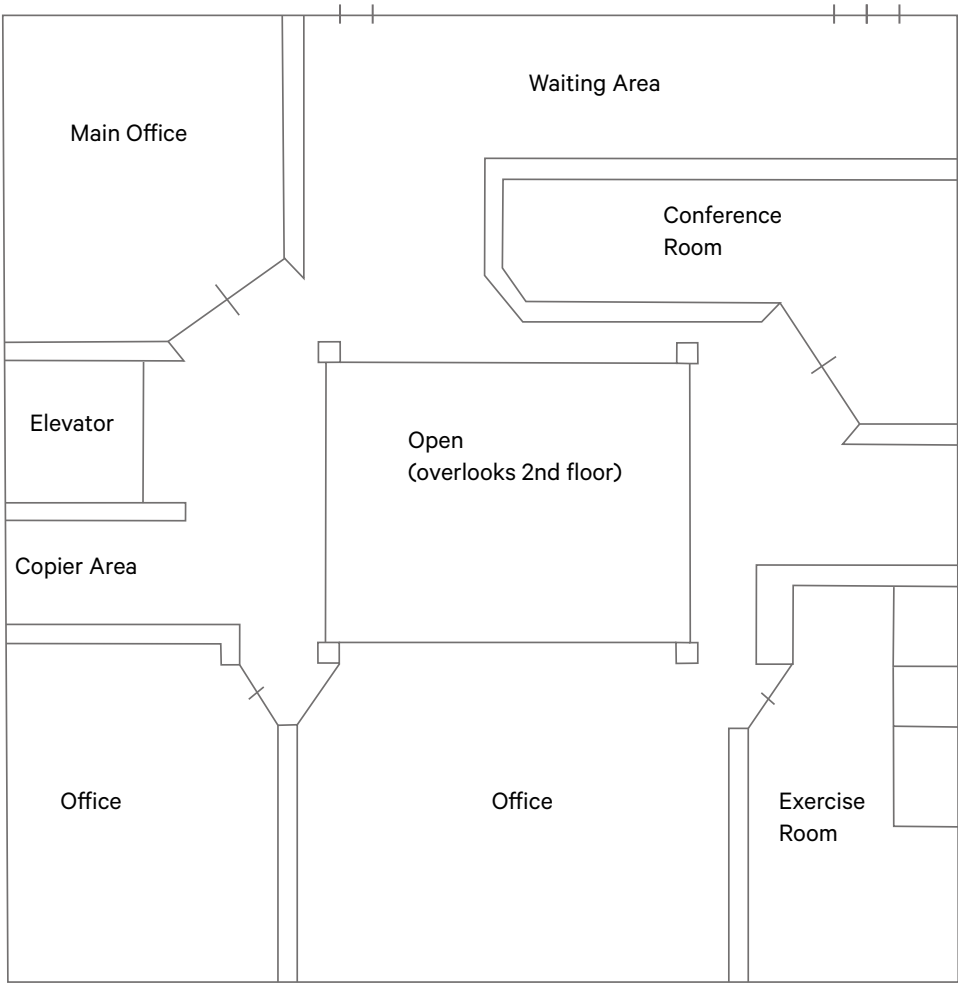 Waiting Area
Main Office
Conference
Room
Elevator
Open
(overlooks 2nd floor)
Copier Area
Office
Office
Exercise
Room